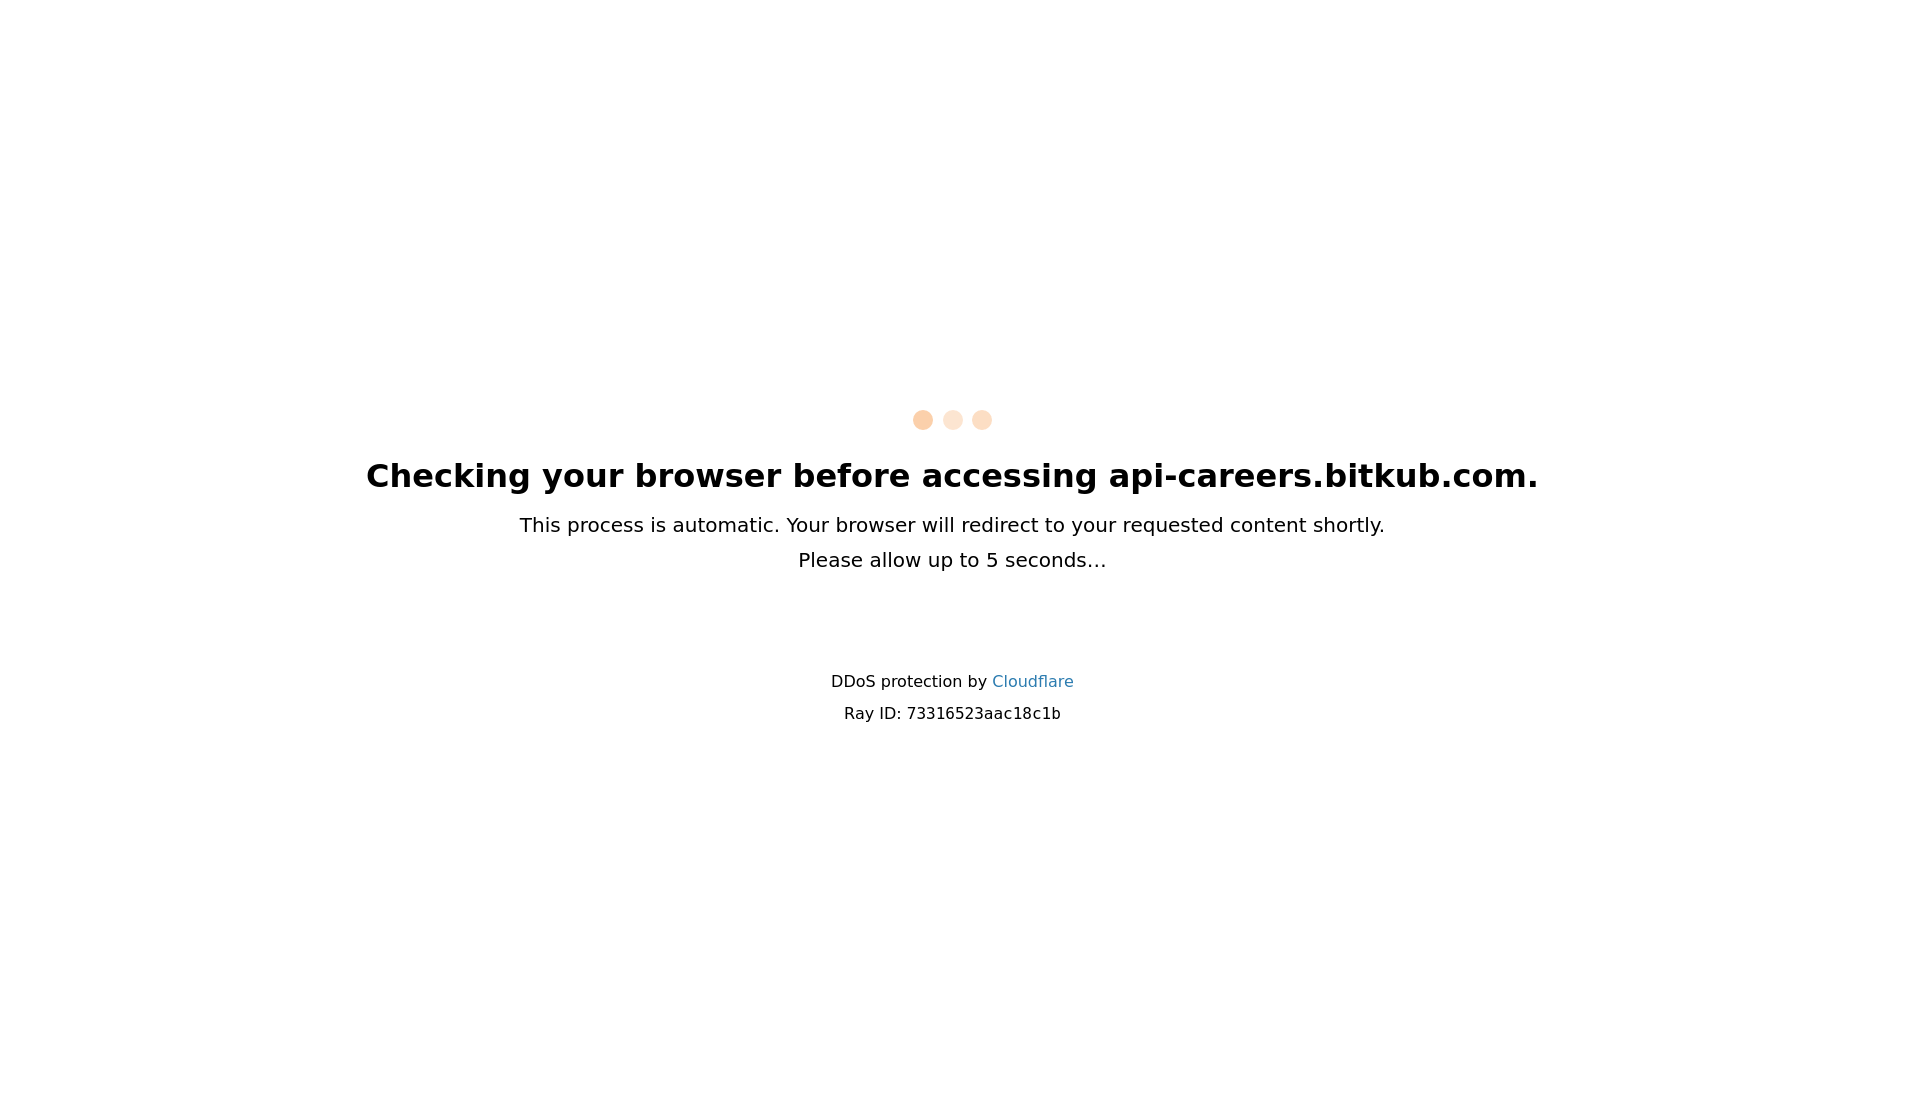 Checking your browser before accessing api-careers.bitkub.com.
This process is automatic. Your browser will redirect to your requested content shortly.
Please allow up to 5 seconds…
DDoS protection by Cloudflare
Ray ID: 73316523aac18c1b